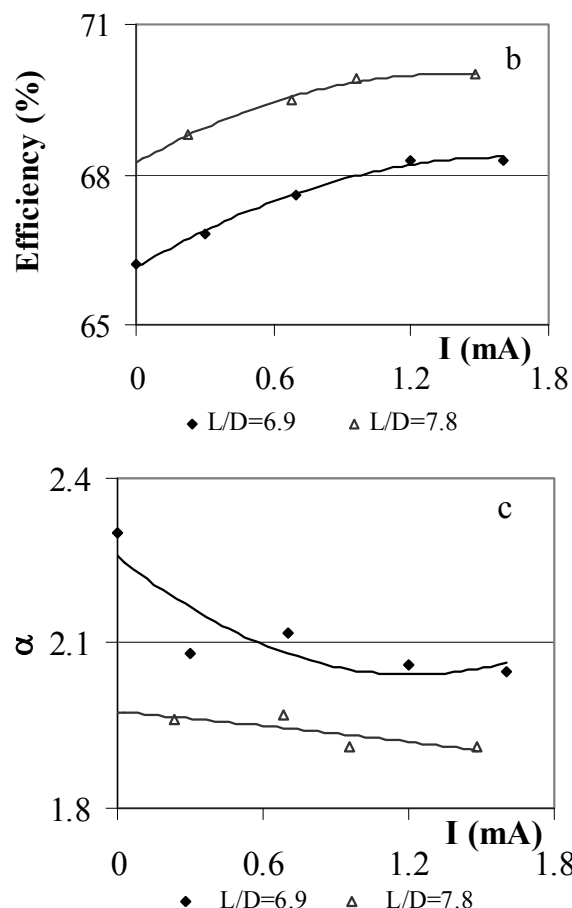 71
b
68
Efficiency (%)
65
I (mA)
0 0.6 1.2 1.8
L/D=6.9 L/D=7.8
2.4
c
α
2.1
1.8
I (mA)
0 0.6 1.2 1.8
L/D=6.9 L/D=7.8